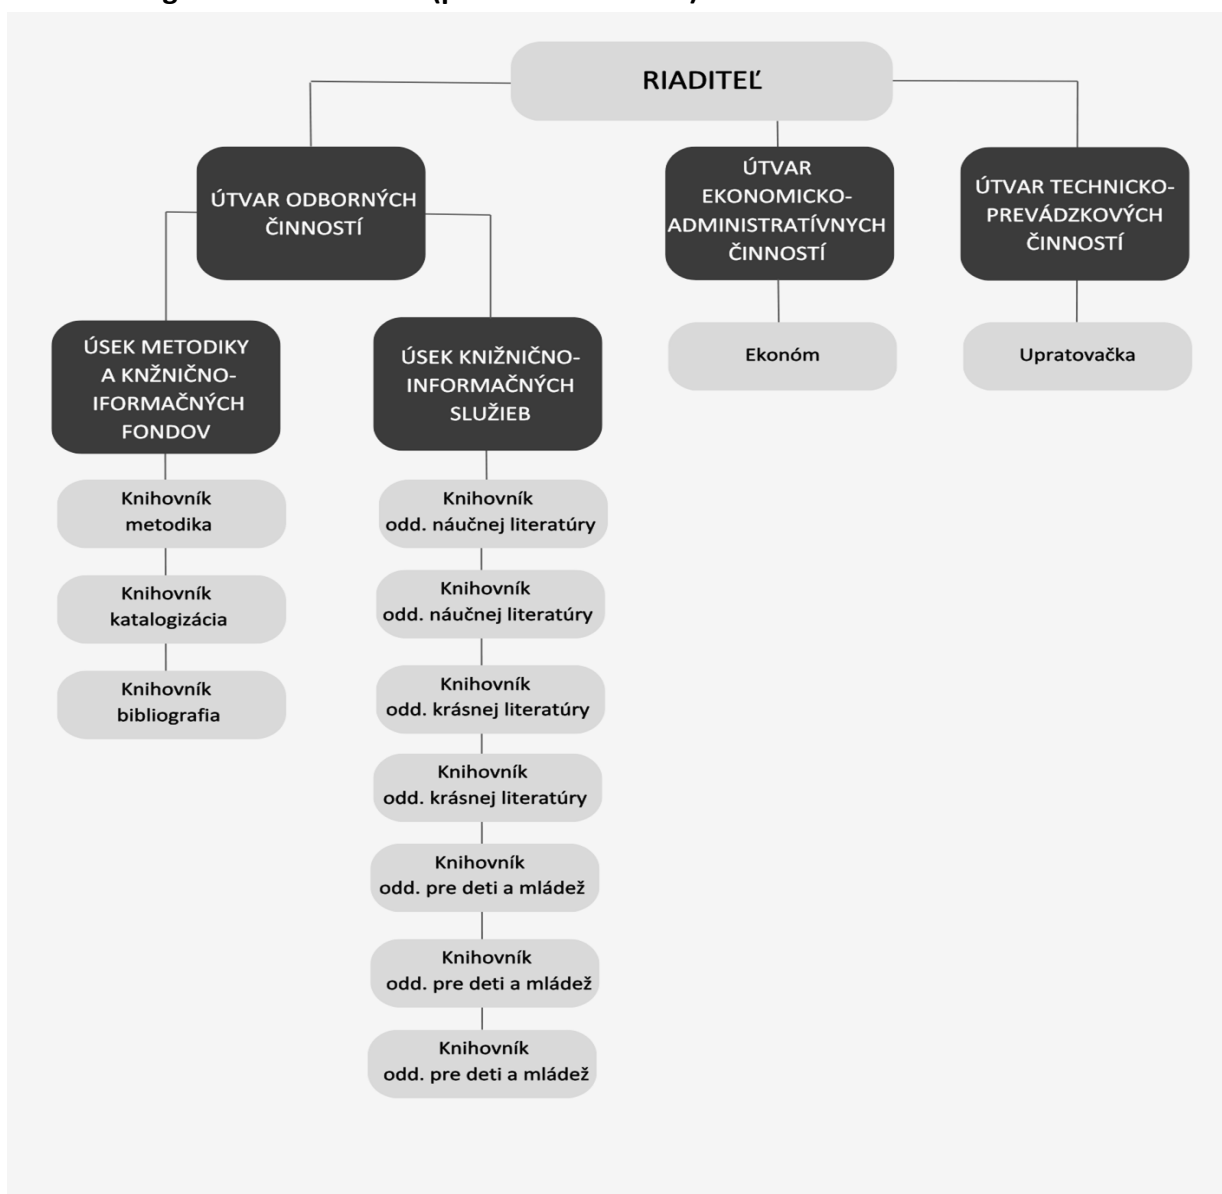 RIADITEĽ
ÚTVAR ODBORNÝCH
ČINNOSTÍ
ÚTVAR
EKONOMICKO-
ADMINISTRATÍVNYCH
ČINNOSTÍ
ÚTVAR TECHNICKO-
PREVÁDZKOVÝCH
ČINNOSTÍ
ÚSEK METODIKY
A KNŽNIČNO-
IFORMAČNÝCH
FONDOV
ÚSEK KNIŽNIČNO-
INFORMAČNÝCH
SLUŽIEB
Ekonóm
Upratovačka
Knihovník
metodika
Knihovník
katalogizácia
Knihovník
bibliografia
Knihovník
odd. náučnej literatúry
Knihovník
odd. náučnej literatúry
Knihovník
odd. krásnej literatúry
Knihovník
odd. krásnej literatúry
Knihovník
odd. pre deti a mládež
Knihovník
odd. pre deti a mládež
Knihovník
odd. pre deti a mládež